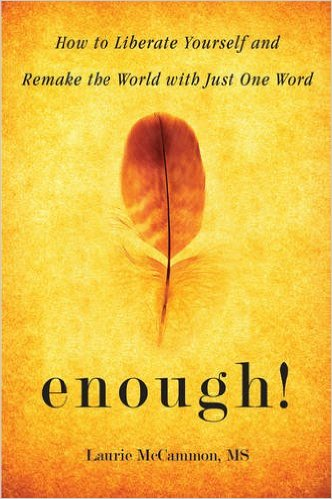 How to Liberate Yourself and
Remake the World with Just One Word
enough!
Laurie McCammon, MS